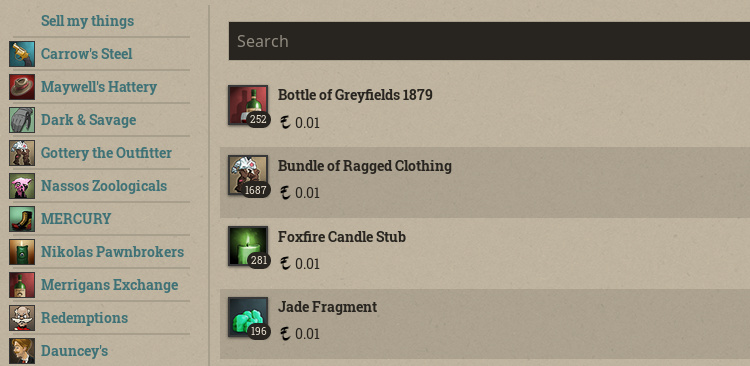 Sell my things
Carrow's Steel
Maywell's Hattery
Dark & Savage
Gottery the Outfitter
Nassos Zoologicals
MERCURY
Nikolas Pawnbrokers
Merrigans Exchange
Redemptions
Dauncey's
Search
Bottle of Greyfields 1879
252
0.01
Bundle of Ragged Clothing
1687
0.01
Foxfire Candle Stub
281
0.01
Jade Fragment
196
0.01